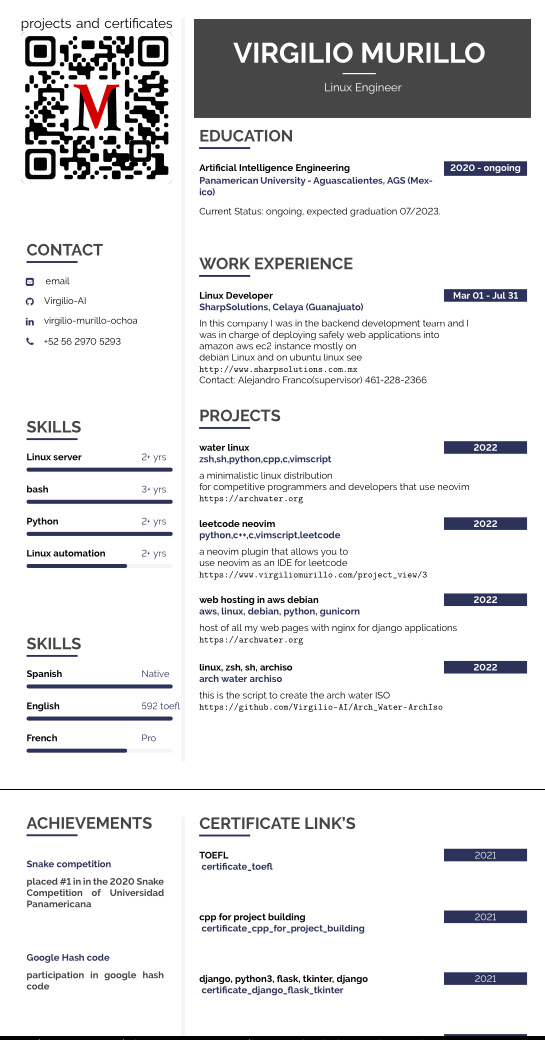 projects and certificates
M
CONTACT
email
Virgilio-AI
virgilio-murillo-ochoa
+52 56 2970 5293
SKILLS
Linux server 2+ yrs
bash 3+ yrs
Python 2+ yrs
Linux automation 2+ yrs
SKILLS
Spanish Native
English 592 toefl
French Pro
VIRGILIO MURILLO
Linux Engineer
EDUCATION
Artificial Intelligence Engineering 2020 - ongoing
Panamerican University - Aguascalientes, AGS (Mex-
ico)
Current Status: ongoing, expected graduation 07/2023.
WORK EXPERIENCE
Linux Developer Mar 01 - Jul 31
SharpSolutions, Celaya (Guanajuato)
In this company I was in the backend development team and I
was in charge of deploying safely web applications into
amazon aws ec2 instance mostly on
debian Linux and on ubuntu linux see
http://www.sharpsolutions.com.mx
Contact: Alejandro Franco(supervisor) 461-228-2366
PROJECTS
water linux 2022
zsh,sh,python,cpp,c,vimscript
a minimalistic linux distribution
for competitive programmers and developers that use neovim
https://archwater.org
leetcode neovim 2022
python,c++,c,vimscript,leetcode
a neovim plugin that allows you to
use neovim as an IDE for leetcode
https://www.virgiliomurillo.com/project_view/3
web hosting in aws debian 2022
aws, linux, debian, python, gunicorn
host of all my web pages with nginx for django applications
https://archwater.org
linux, zsh, sh, archiso 2022
arch water archiso
this is the script to create the arch water ISO
https://github.com/Virgilio-AI/Arch_Water-ArchIso
ACHIEVEMENTS
Snake competition
placed #1 in in the 2020 Snake
Competition of Universidad
Panamericana
Google Hash code
participation in google hash
code
CERTIFICATE LINK'S
TOEFL 2021
certificate_toefl
cpp for project building 2021
certificate_cpp_for_project_building
django, python3, flask, tkinter, django 2021
certificate_django_flask_tkinter